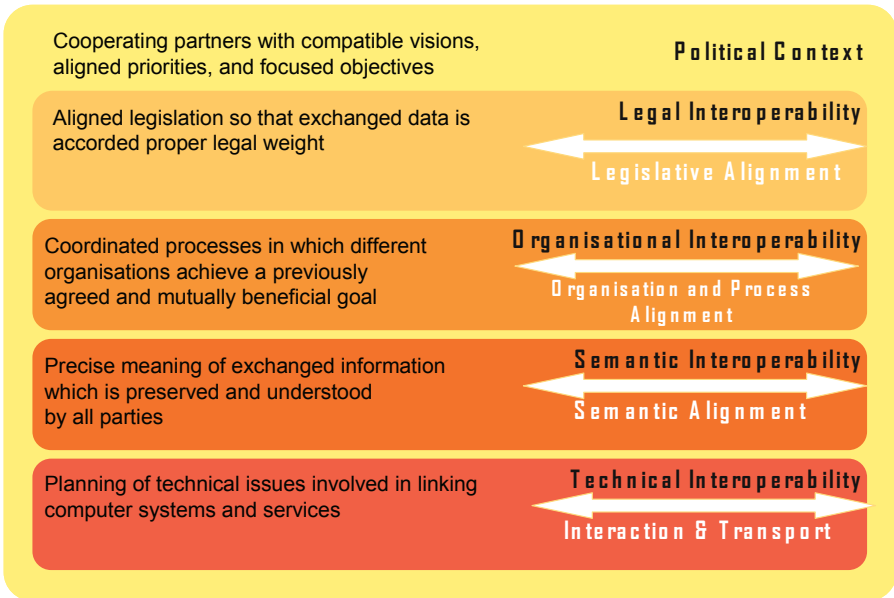 Cooperating partners with compatible visions,
aligned priorities, and focused objectives
Political Context
Aligned legislation so that exchanged data is
accorded proper legal weight
Legal Interoperability
Legislative Alignment
Coordinated processes in which different
organisations achieve a previously
agreed and mutually beneficial goal
Organisational Interoperability
Organisation and Process
Alignment
Precise meaning of exchanged information
which is preserved and understood
by all parties
Semantic Interoperability
Semantic Alignment
Planning of technical issues involved in linking
computer systems and services
Technical Interoperability
Interaction & Transport